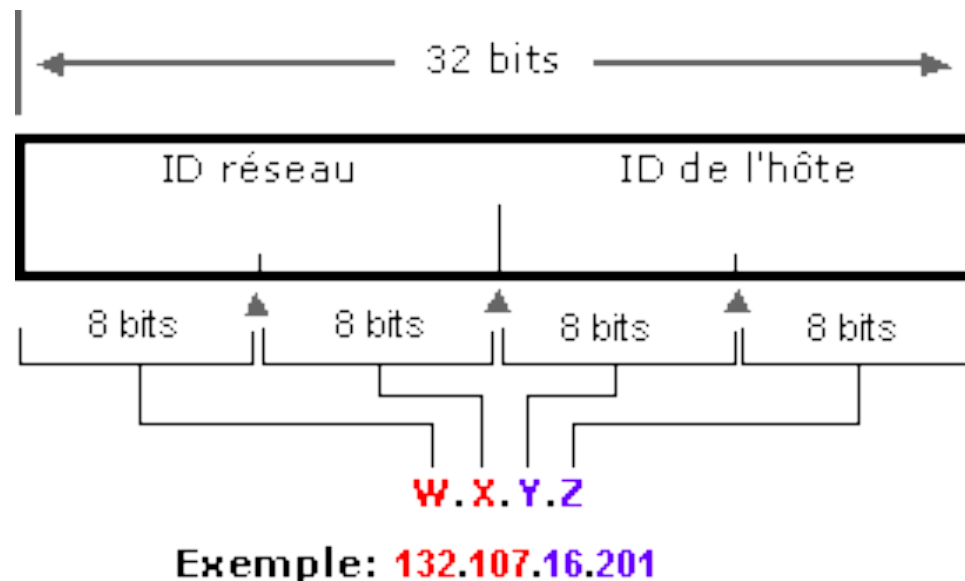 32 bits
ID réseau ID de l'hôte
8 bits 8 bits 8 bits 8 bits
W.X.Y.Z
Exemple: 132.107.16.201